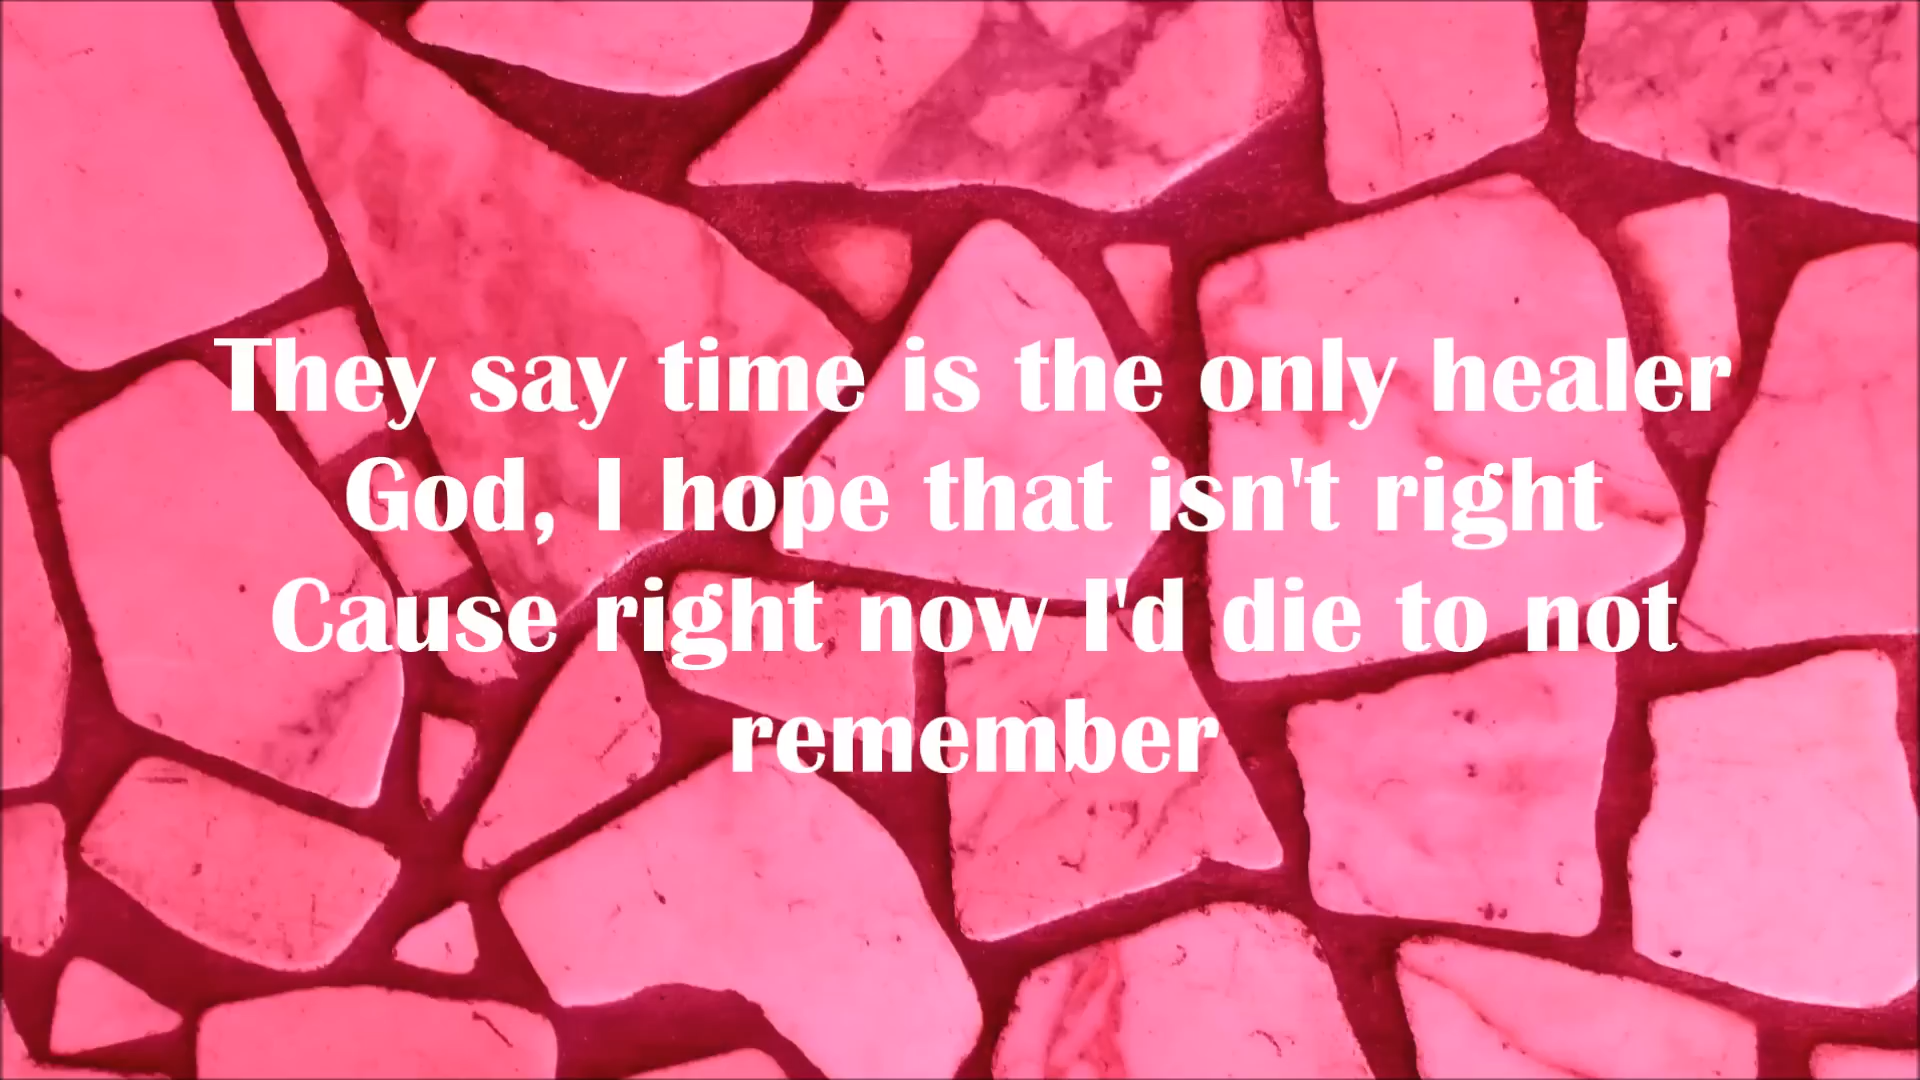 They say time is the only healer
God, I hope that isn't right
Cause right now I'd die to not
remember